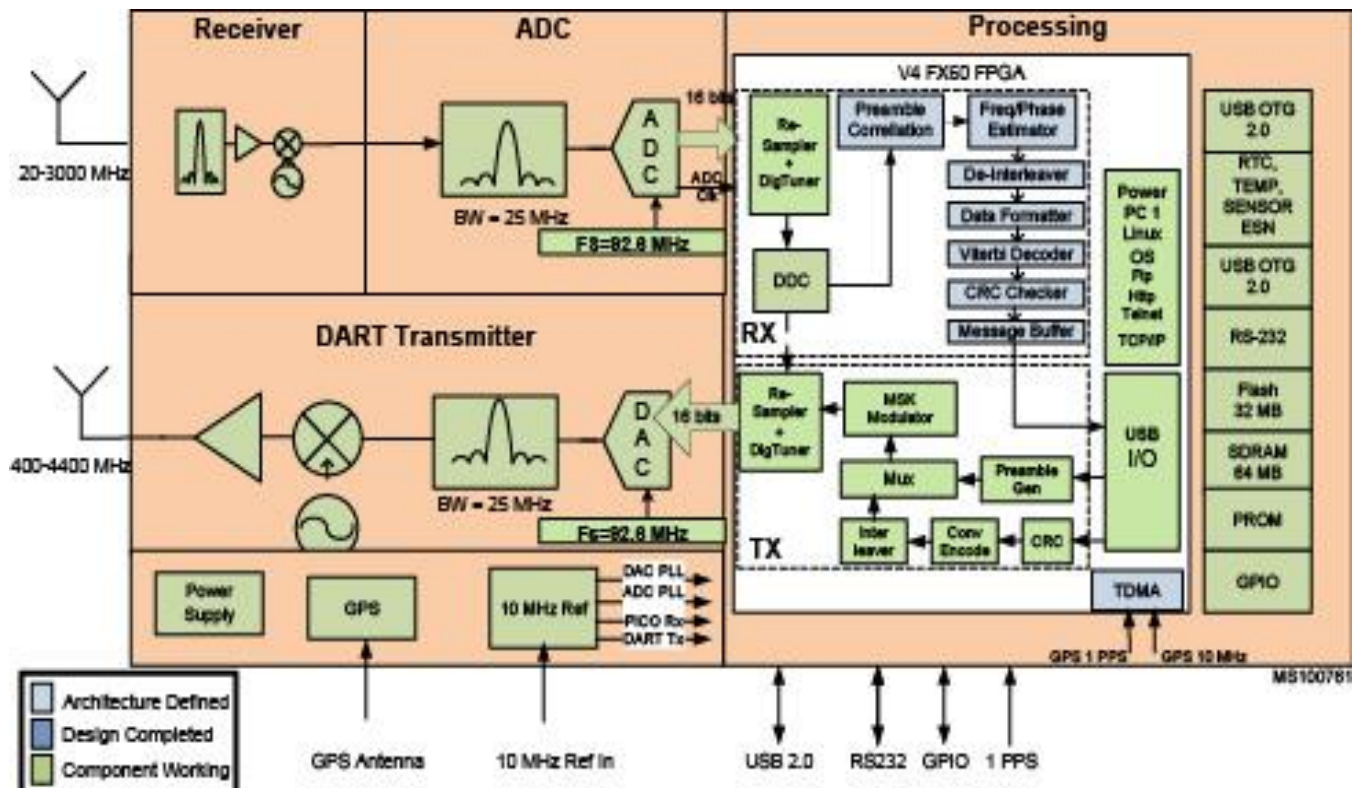 Receiver
ADC
Processing
V4 FX60 FPGA
20-3000 MHz
BW = 25 MHz
A
D
C
16 bits
ADC
Clk
FS=92.6 MHz
Re-
Sampler
+
DigTuner
Preamble
Correlation
Freq/Phase
Estimator
De-Interleaver
Data Formatter
Viterbi Decoder
CRC Checker
Message Buffer
DDC
RX
Power
PC 1
Linux
OS
Ftp
Http
Telnet
TCP/IP
USB OTG
2.0
RTC,
TEMP,
SENSOR
ESN
USB OTG
2.0
RS-232
Flash
32 MB
SDRAM
64 MB
PROM
GPIO
DART Transmitter
400-4400 MHz
BW = 25 MHz
D
A
C
16 bits
Fs=92.6 MHz
Re-
Sampler
+
DigTuner
MSK
Modulator
Mux
Preamble
Gen
Inter
leaver
Conv
Encode
CRC
USB
I/O
TX
TDMA
GPS 1 PPS
GPS 10 MHz
Power
Supply
GPS
10 MHz Ref
DAC PLL
ADC PLL
PICO Rx
DART Tx
MS100761
Architecture Defined
Design Completed
Component Working
GPS Antenna
10 MHz Ref In
USB 2.0
RS232
GPIO
1 PPS